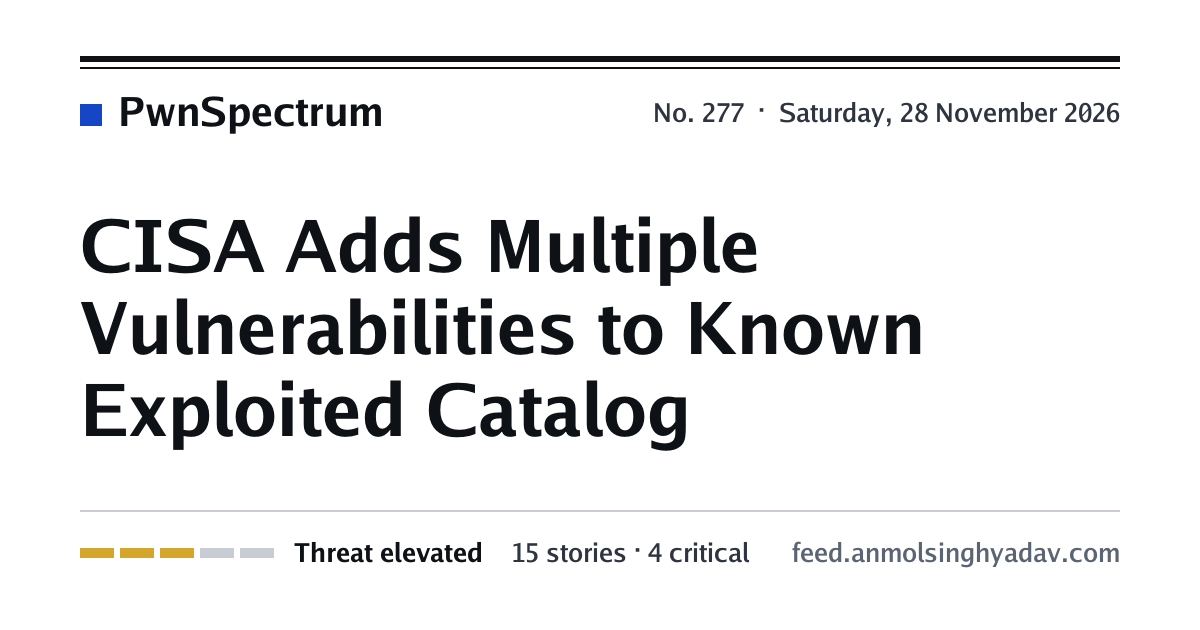 PwnSpectrum
No. 277 · Saturday, 28 November 2026
CISA Adds Multiple
Vulnerabilities to Known
Exploited Catalog
Threat elevated 15 stories · 4 critical feed.anmolsinghyadav.com